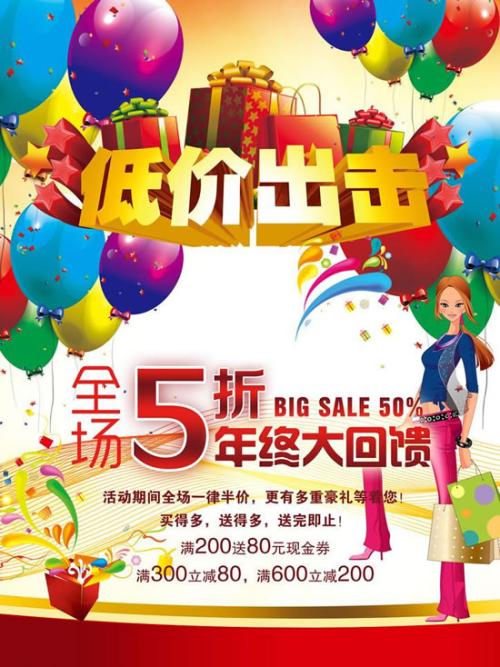 低价出击
全场5折 BIG SALE 50%
年终大回馈
活动期间全场一律半价，更有多重豪礼等着您！
买得多，送得多，送完即止！
满200送80元现金券
满300立减80，满600立减200